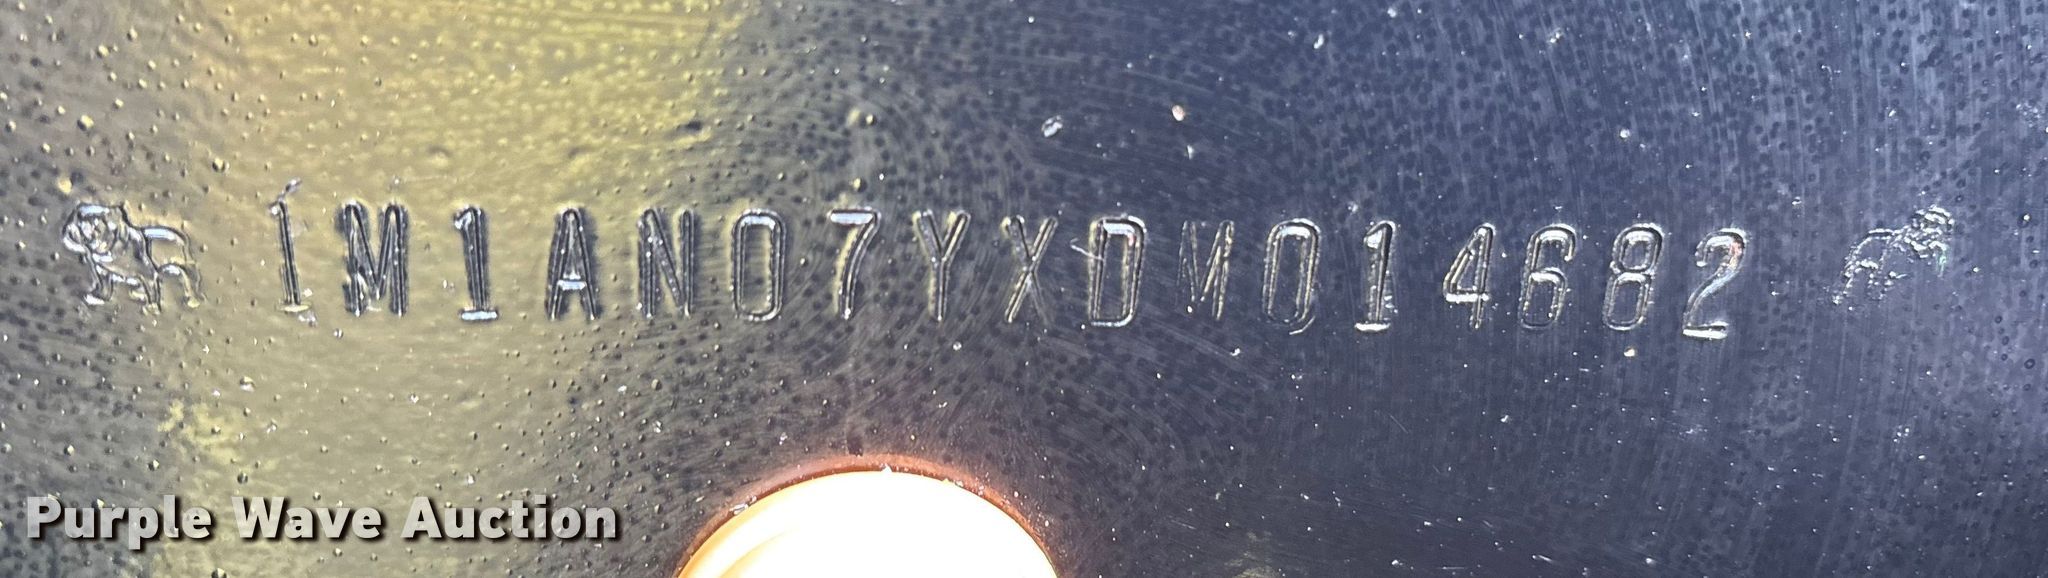 1M1AN07YXDM014682
Purple Wave Auction